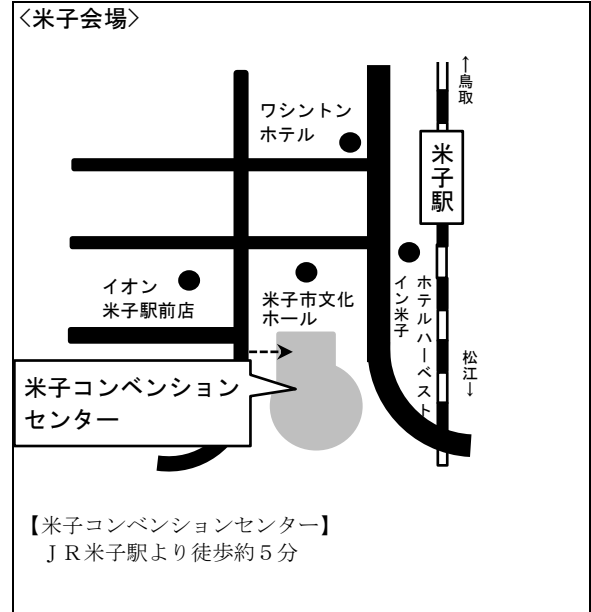 <米子会場>
↑鳥取
ワシントン
ホテル
米子駅
イオン
米子駅前店
米子市文化
ホール
ホテルハーベスト
イン米子
松江↓
米子コンベンション
センター
【米子コンベンションセンター】
ＪＲ米子駅より徒歩約５分